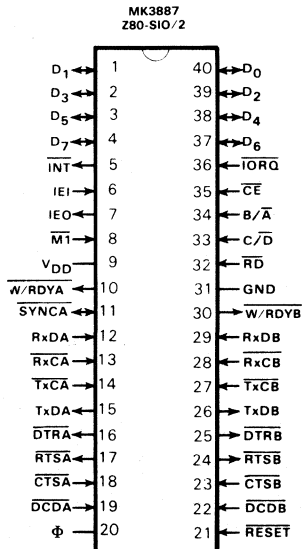 MK3887
Z80-SIO/2
D1 1 40 D0
D3 2 39 D2
D5 3 38 D4
D7 4 37 D6
INT 5 36 IORQ
IEI 6 35 CE
IEO 7 34 B/A
M1 8 33 C/D
VDD 9 32 RD
W/RDYA 10 31 GND
SYNCA 11 30 W/RDYB
RxDA 12 29 RxDB
RxCA 13 28 RxCB
TxCA 14 27 TxCB
TxDA 15 26 TxDB
DTRA 16 25 DTRB
RTSA 17 24 RTSB
CTSA 18 23 CTSB
DCDA 19 22 DCDB
Φ 20 21 RESET